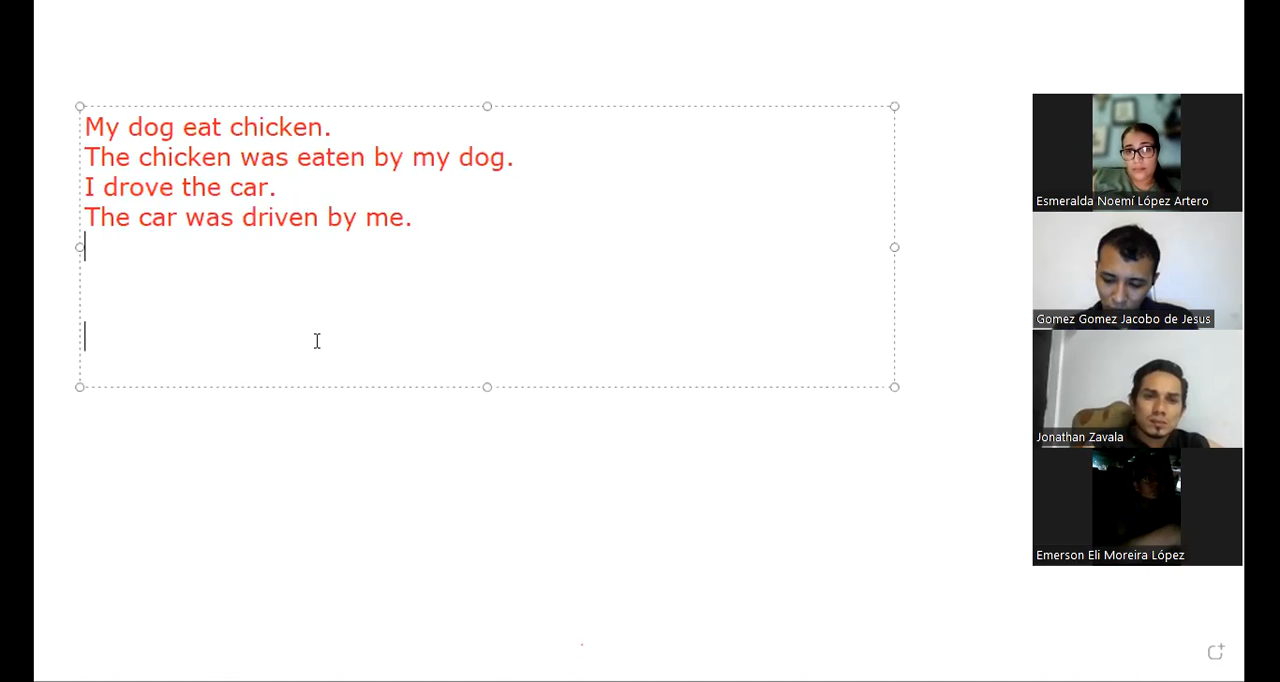 My dog eat chicken.
The chicken was eaten by my dog.
I drove the car.
The car was driven by me.
Esmeralda Noemí López Artero
Gomez Gomez Jacobo de Jesus
Jonathan Zavala
Emerson Eli Moreira López